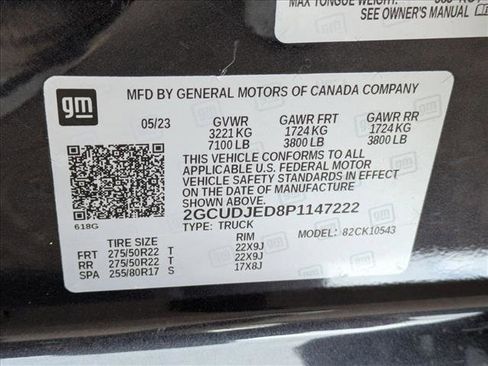 MAX TONGUE WEIGHT:
SEE OWNER'S MANUAL
gm
MFD BY GENERAL MOTORS OF CANADA COMPANY
05/23 GVWR GAWR FRT GAWR RR
3221 KG 1724 KG 1724 KG
7100 LB 3800 LB 3800 LB
THIS VEHICLE CONFORMS TO ALL
APPLICABLE U.S. FEDERAL MOTOR
VEHICLE SAFETY STANDARDS IN EFFECT
ON THE DATE OF MANUFACTURE SHOWN ABOVE.
2GCUDJED8P1147222
618G TYPE: TRUCK MODEL: 82CK10543
TIRE SIZE RIM
FRT 275/50R22 T 22X9J
RR 275/50R22 T 22X9J
SPA 255/80R17 S 17X8J